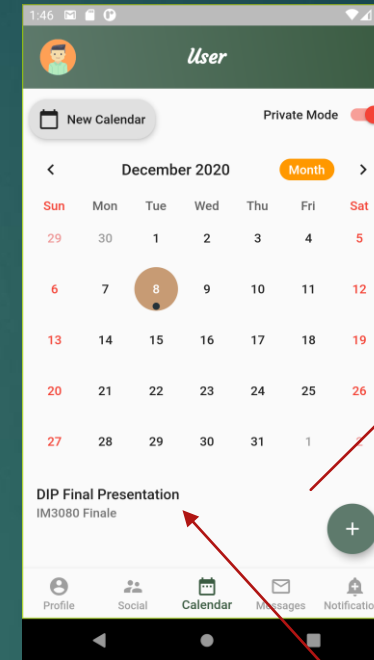 1:46
User
New Calendar
Private Mode
December 2020 Month
Sun Mon Tue Wed Thu Fri Sat
29 30 1 2 3 4 5
6 7 8 9 10 11 12
13 14 15 16 17 18 19
20 21 22 23 24 25 26
27 28 29 30 31 1 2
DIP Final Presentation
IM3080 Finale
Profile Social Calendar Messages Notificatio